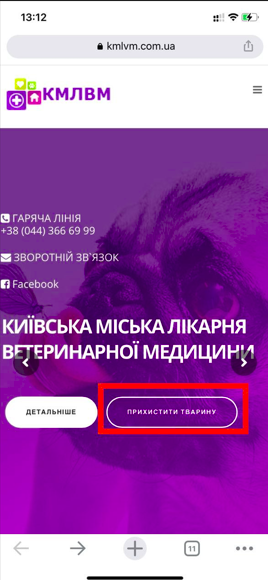 13:12
kmlvm.com.ua
КМЛВМ
ГАРЯЧА ЛІНІЯ
+38 (044) 366 69 99
ЗВОРОТНІЙ ЗВ`ЯЗОК
Facebook
КИЇВСЬКА МІСЬКА ЛІКАРНЯ
ВЕТЕРИНАРНОЇ МЕДИЦИНИ
ДЕТАЛЬНІШЕ
ПРИХИСТИТИ ТВАРИНУ
11